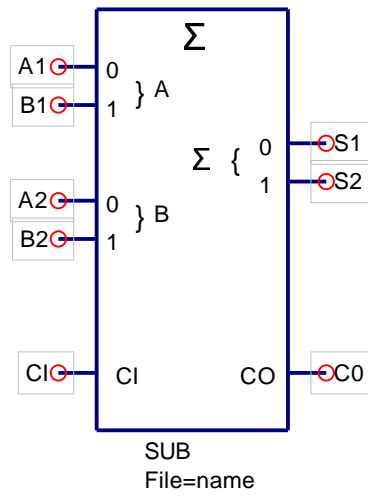 Σ
A1 0
B1 1 } A
0 S1
Σ {
1 S2
A2 0
B2 1 } B
CI CI CO C0
SUB
File=name